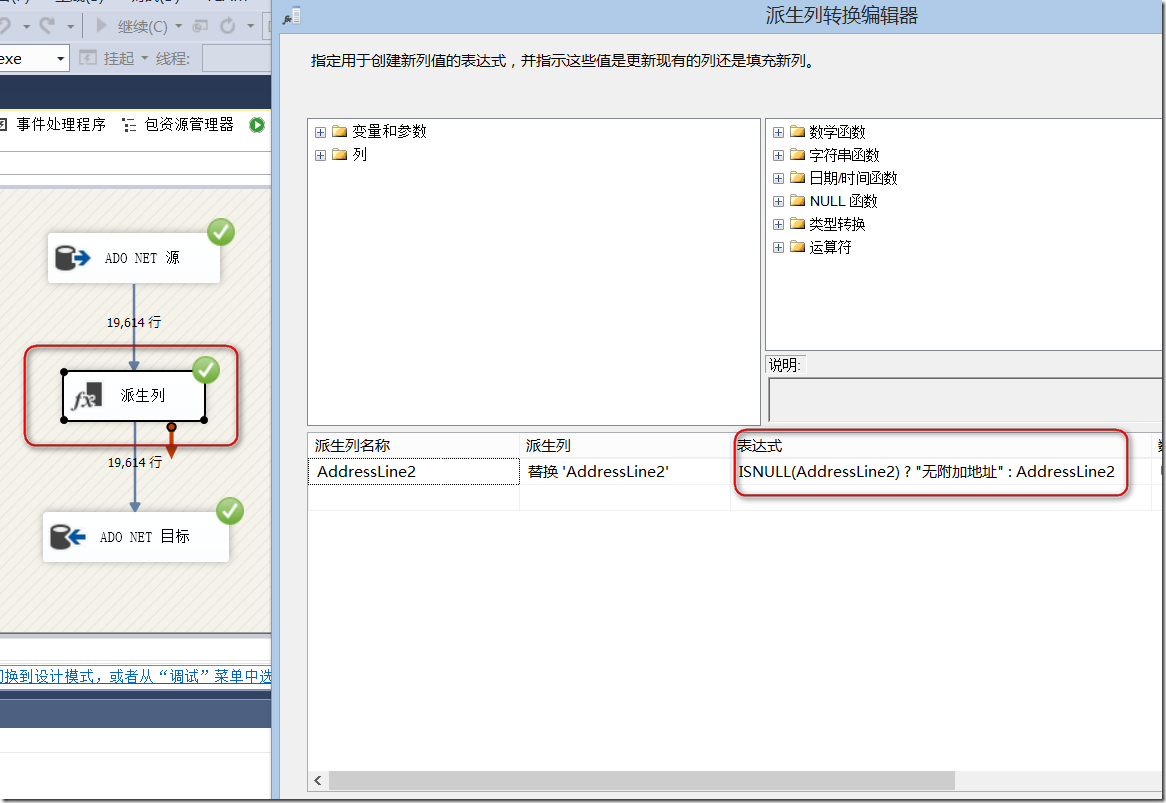 派生列转换编辑器
继续(C)
exe
挂起
线程:
指定用于创建新列值的表达式，并指示这些值是更新现有的列还是填充新列。
事件处理程序
包资源管理器
变量和参数
列
数学函数
字符串函数
日期/时间函数
NULL 函数
类型转换
运算符
ADO NET 源
19,614 行
派生列
19,614 行
ADO NET 目标
说明:
派生列名称
派生列
表达式
AddressLine2
替换 'AddressLine2'
ISNULL(AddressLine2) ? "无附加地址" : AddressLine2
换到设计模式，或者从“调试”菜单中选